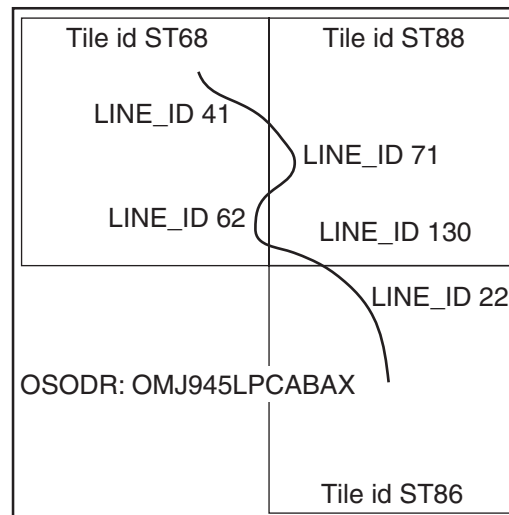 Tile id ST68
Tile id ST88
LINE_ID 41
LINE_ID 71
LINE_ID 62
LINE_ID 130
LINE_ID 22
OSODR: OMJ945LPCABAX
Tile id ST86